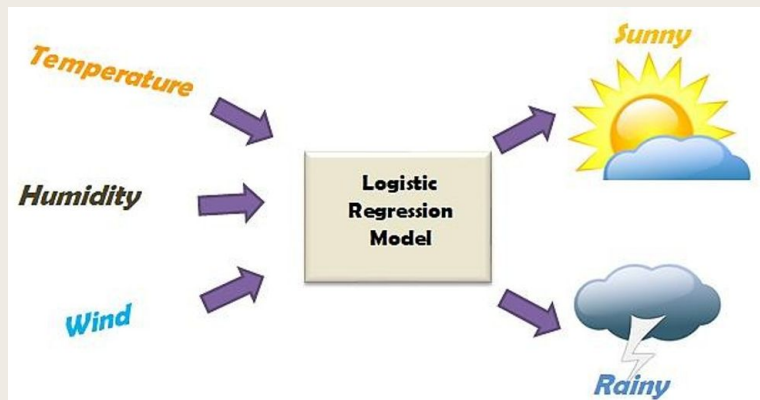 Temperature
Humidity
Wind
Logistic
Regression
Model
Sunny
Rainy